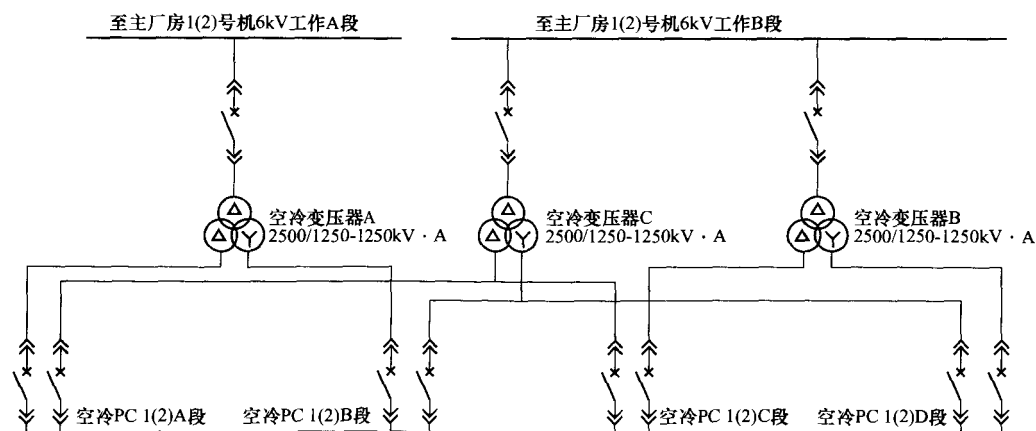 至主厂房1(2)号机6kV工作A段
至主厂房1(2)号机6kV工作B段
空冷变压器A
2500/1250-1250kV·A
空冷变压器C
2500/1250-1250kV·A
空冷变压器B
2500/1250-1250kV·A
空冷PC 1(2)A段
空冷PC 1(2)B段
空冷PC 1(2)C段
空冷PC 1(2)D段